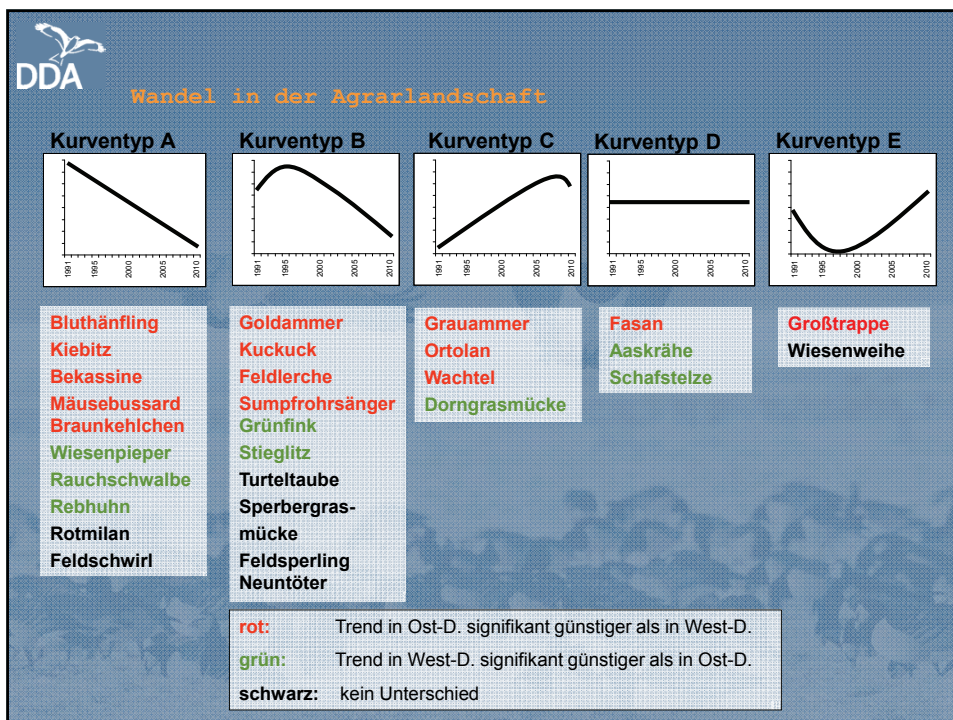 DDA
Wandel in der Agrarlandschaft
Kurventyp A
1991
1995
2000
2005
2010
Bluthänfling
Kiebitz
Bekassine
Mäusebussard
Braunkehlchen
Wiesenpieper
Rauchschwalbe
Rebhuhn
Rotmilan
Feldschwirl
Kurventyp B
1991
1995
2000
2005
2010
Goldammer
Kuckuck
Feldlerche
Sumpfrohrsänger
Grünfink
Stieglitz
Turteltaube
Sperbergras-
mücke
Feldsperling
Neuntöter
Kurventyp C
1991
1995
2000
2005
2010
Grauammer
Ortolan
Wachtel
Dorngrasmücke
Kurventyp D
1991
1995
2000
2005
2010
Fasan
Aaskrähe
Schafstelze
Kurventyp E
1991
1995
2000
2005
2010
Großtrappe
Wiesenweihe
rot: Trend in Ost-D. signifikant günstiger als in West-D.
grün: Trend in West-D. signifikant günstiger als in Ost-D.
schwarz: kein Unterschied